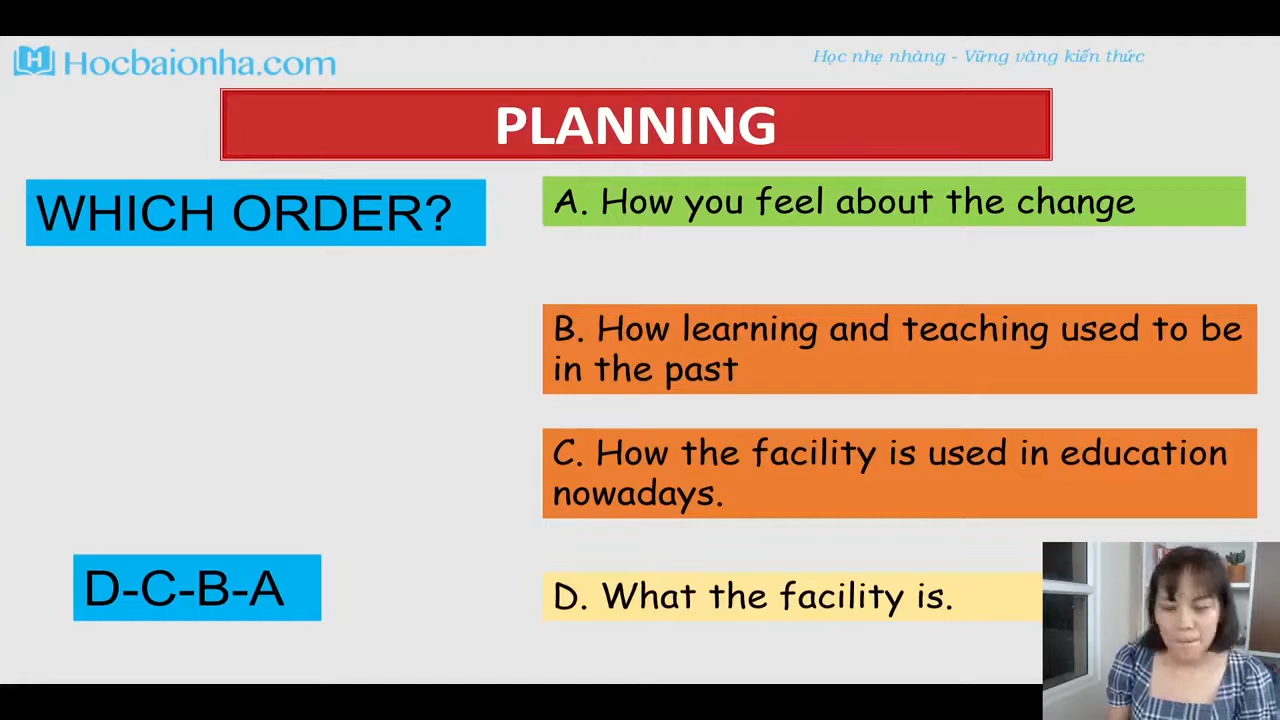 Hocbaionha.com
Học nhẹ nhàng - Vững vàng kiến thức
PLANNING
WHICH ORDER?
A. How you feel about the change
B. How learning and teaching used to be
in the past
C. How the facility is used in education
nowadays.
D-C-B-A
D. What the facility is.